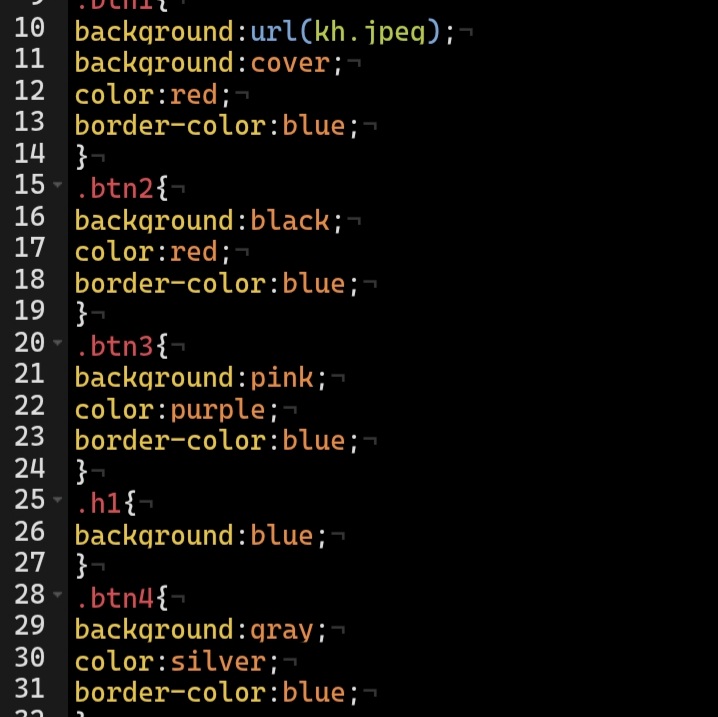 9 .btn1{¬
10 background:url(kh.jpeg);¬
11 background:cover;¬
12 color:red;¬
13 border-color:blue;¬
14 }¬
15 .btn2{¬
16 background:black;¬
17 color:red;¬
18 border-color:blue;¬
19 }¬
20 .btn3{¬
21 background:pink;¬
22 color:purple;¬
23 border-color:blue;¬
24 }¬
25 .h1{¬
26 background:blue;¬
27 }¬
28 .btn4{¬
29 background:gray;¬
30 color:silver;¬
31 border-color:blue;¬
32 }